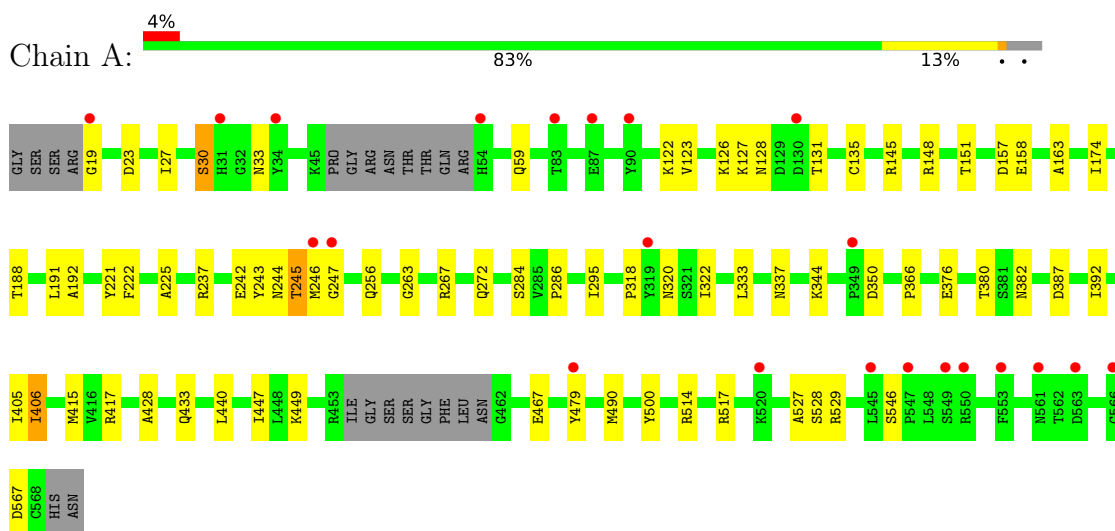 4%
Chain A:
83% 13% • •
GLY SER SER ARG G19 D23 I27 S30 H31 G32 N33 Y34 K45 PRO GLY ARG ASN THR THR GLN ARG H54 Q59 T83 E87 Y90 K122 V123 K126 K127 N128 D129 D130 T131 C135 R145 R148 T151 D157 E158 A163 I174
T188 L191 A192 Y221 F222 A225 R237 E242 Y243 N244 T245 M246 G247 Q256 G263 R267 Q272 S284 V285 P286 I295 P318 Y319 N320 S321 I322 L333 N337 K344 P349 D350 P366 E376 T380 S381 N382 D387 I392
I405 I406 M415 V416 R417 A428 Q433 L440 I447 L448 K449 R453 ILE GLY SER SER GLY PHE LEU ASN G462 E467 Y479 M490 Y500 R514 R517 K520 A527 S528 R529 L545 S546 P547 L548 S549 R550 F553 N561 T562 D563 G566
D567 C568 HIS ASN